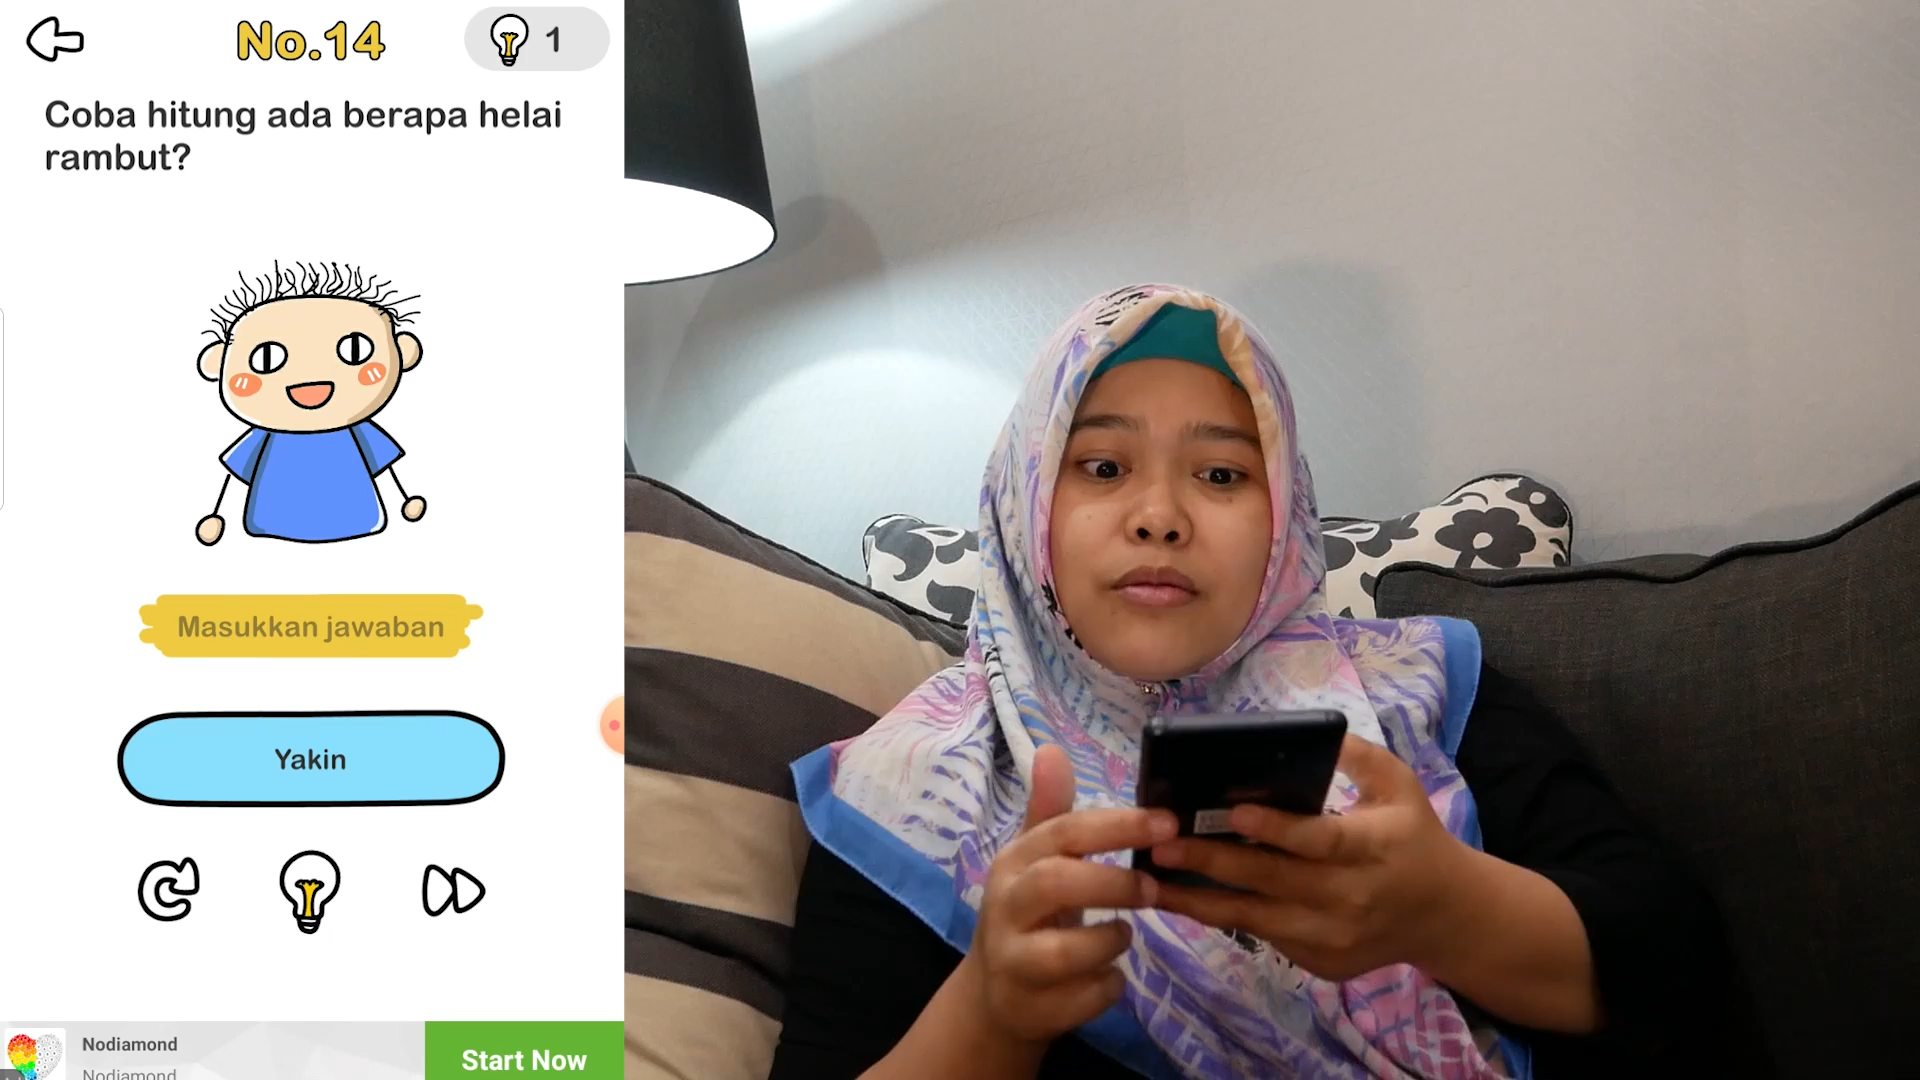 No.14
1
Coba hitung ada berapa helai
rambut?
Masukkan jawaban
Yakin
Nodiamond
Start Now
Nodiamond